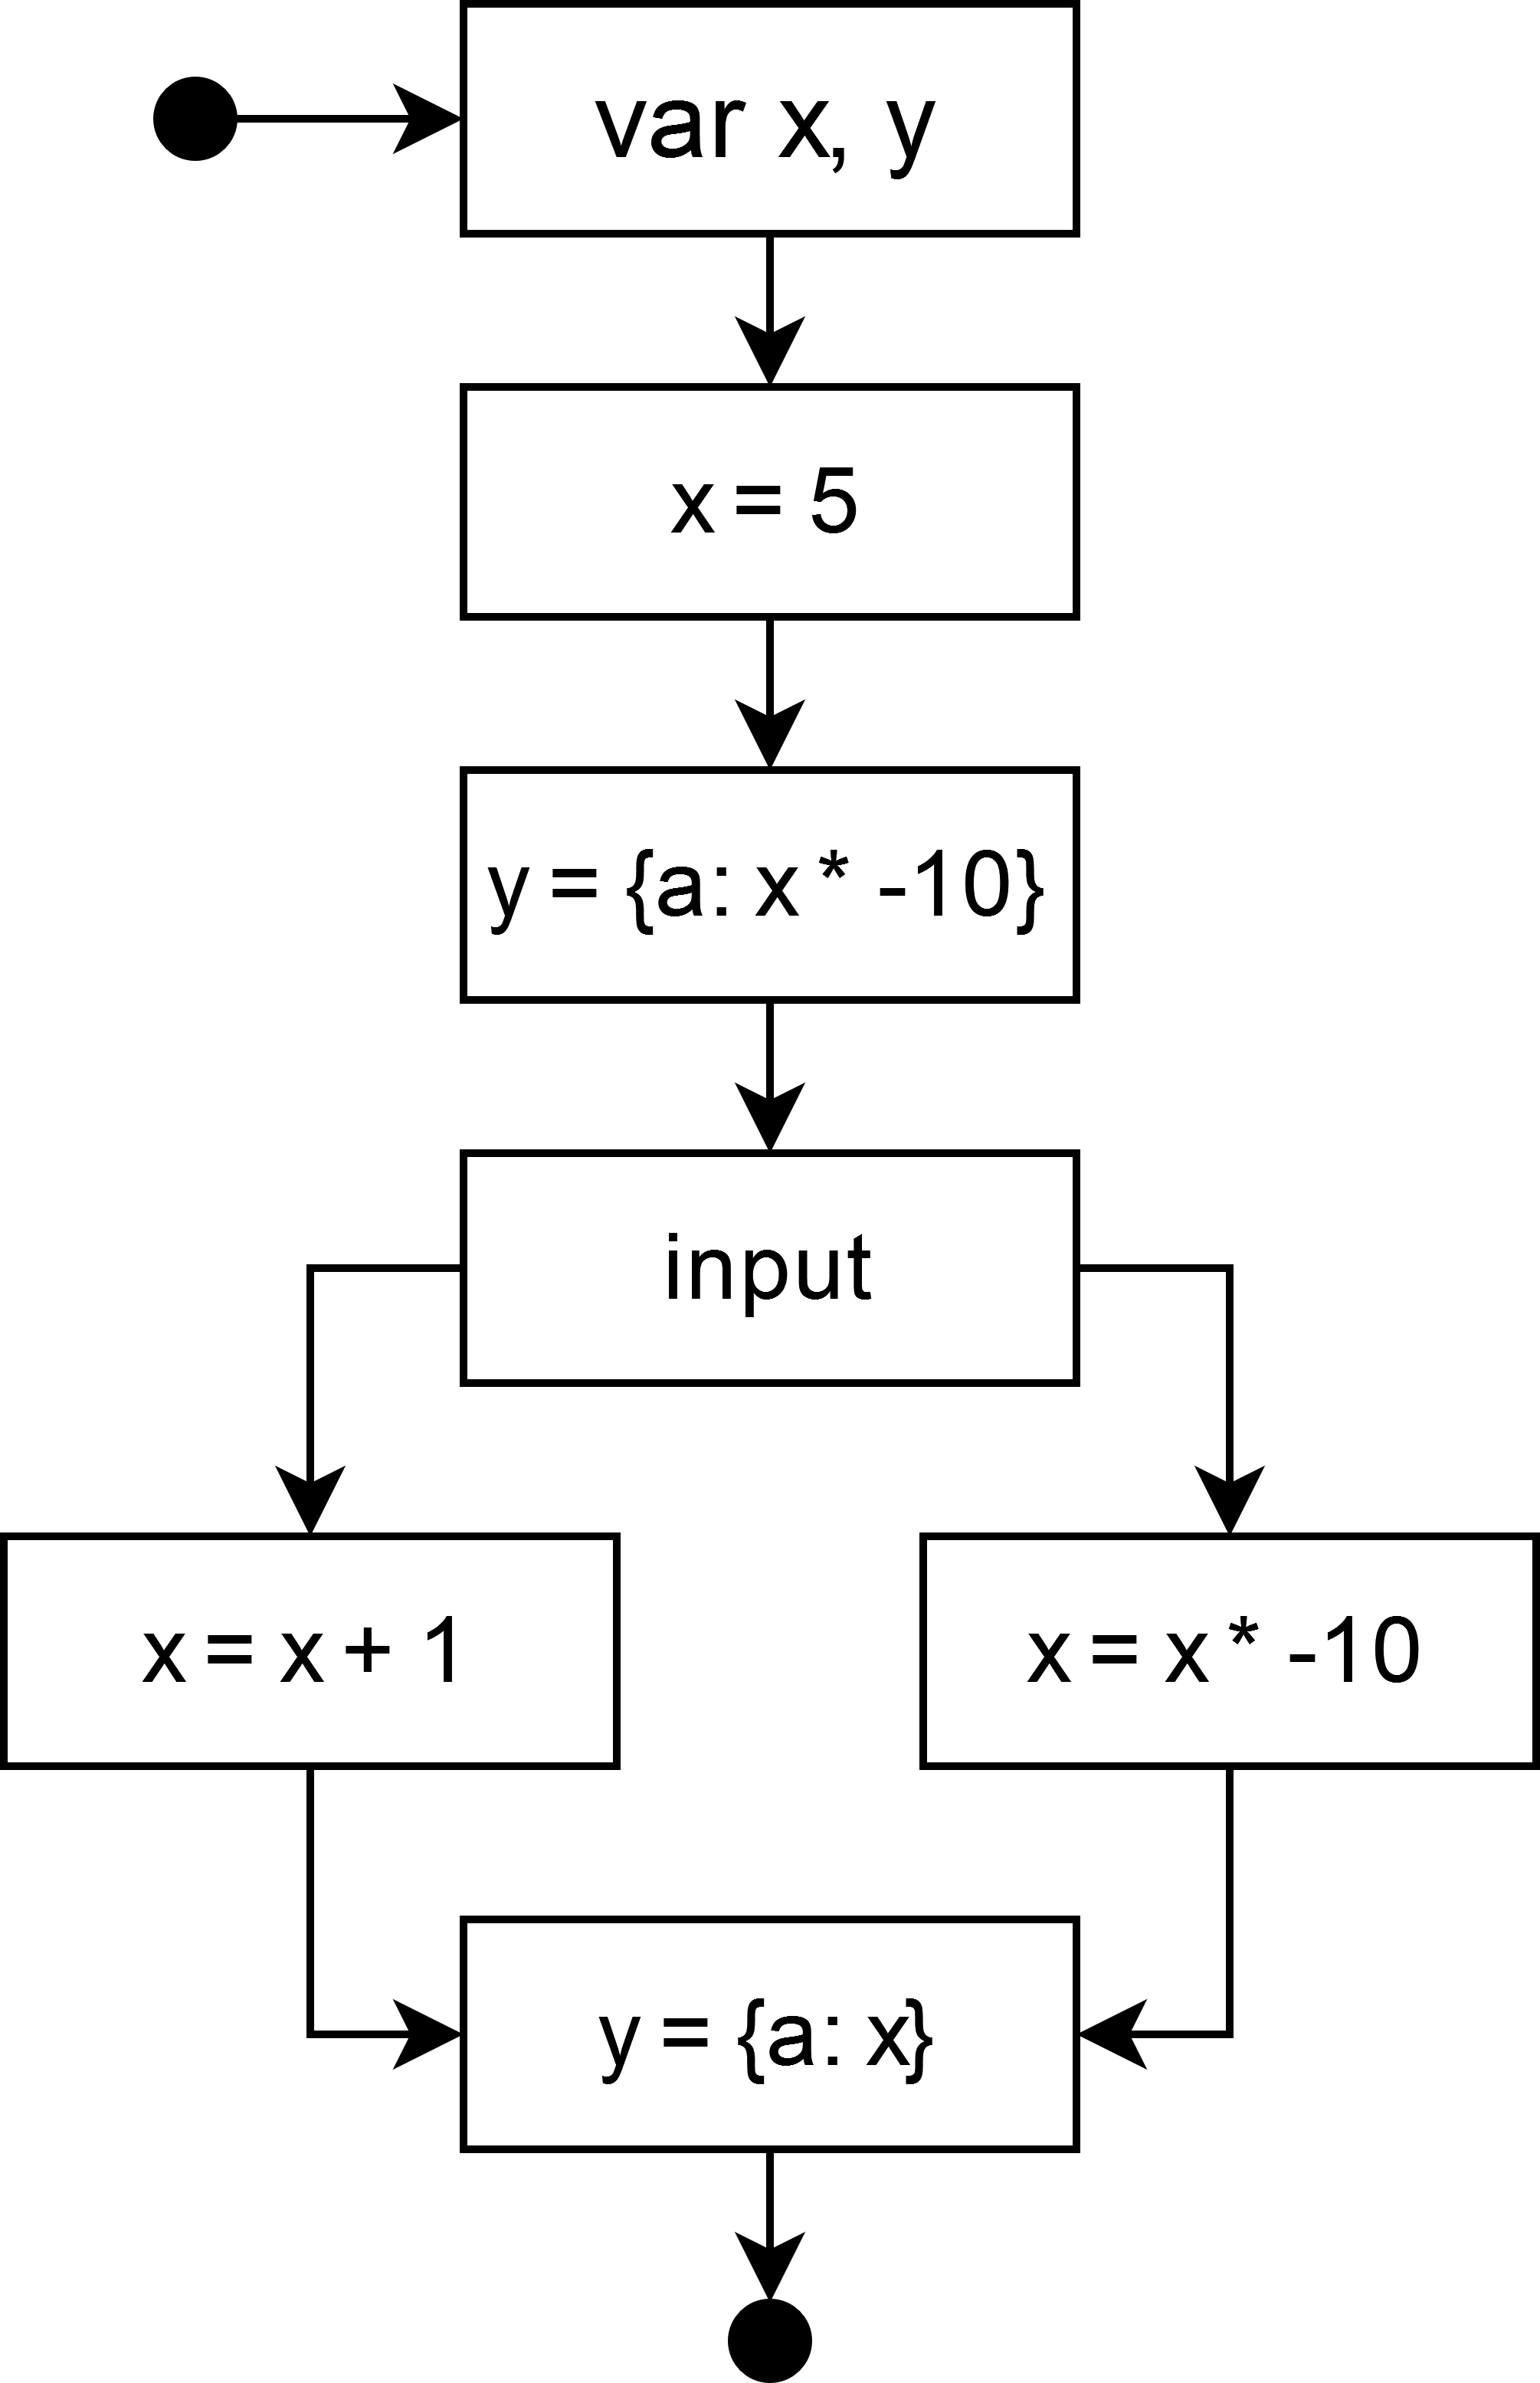 var x, y
x = 5
y = {a: x * -10}
input
x = x + 1
x = x * -10
y = {a: x}